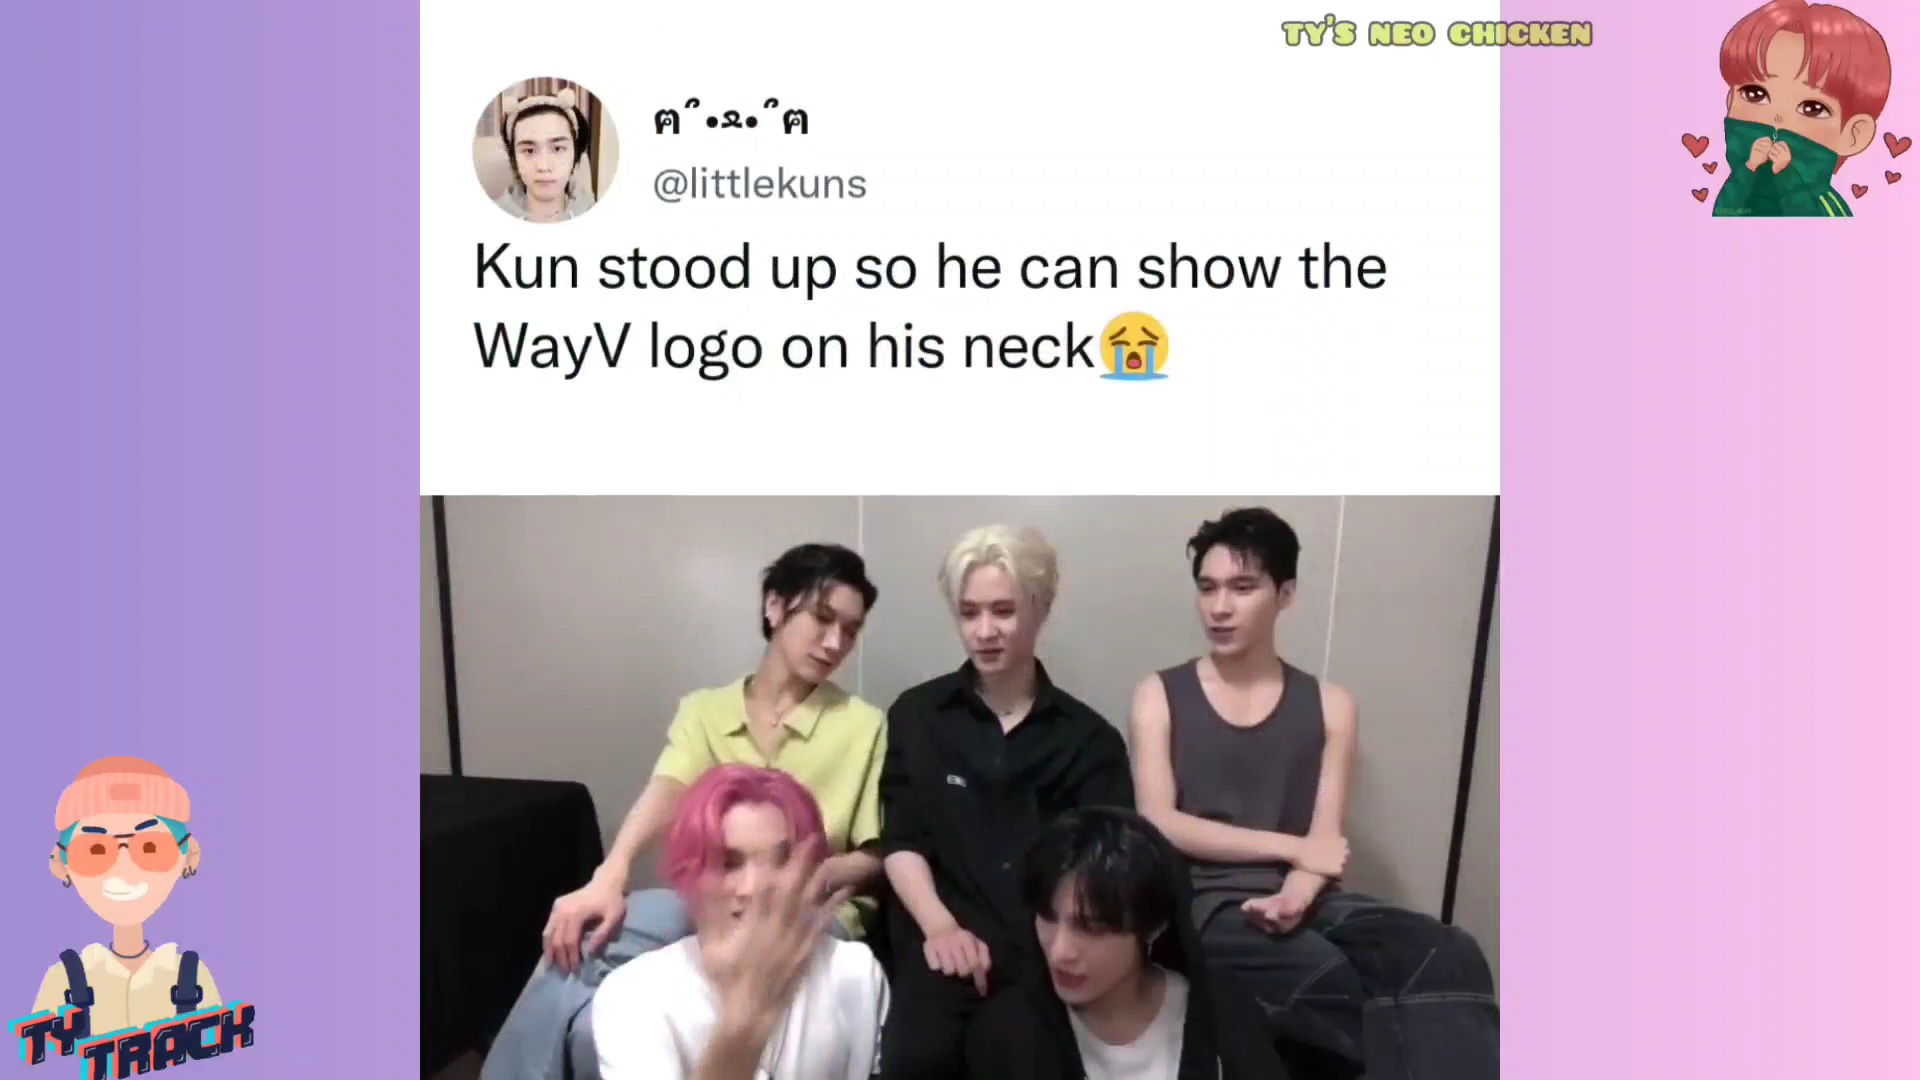 TY'S NEO CHICKEN
ฅ՞•ﻌ•՞ฅ
@littlekuns
Kun stood up so he can show the
WayV logo on his neck😭
TY
TRACK